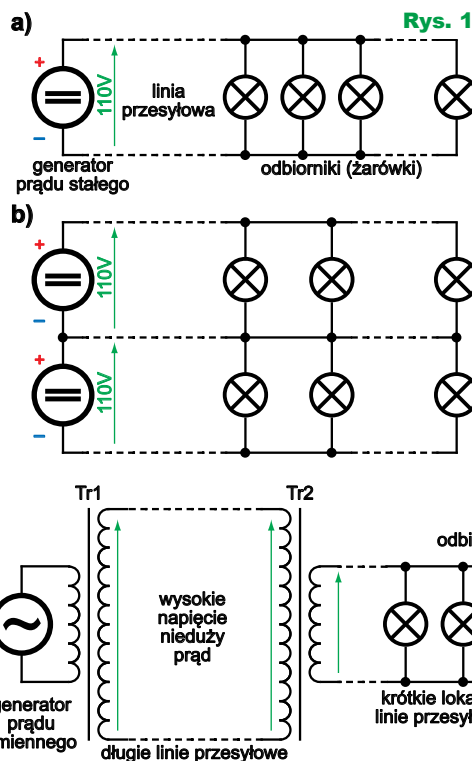 a)
Rys. 1
+
110V
linia
przesyłowa
–
generator
prądu stałego
odbiorniki (żarówki)
b)
+
110V
–
+
110V
–
Tr1
Tr2
odbi
wysokie
napięcie
nieduży
prąd
generator
prądu
miennego
krótkie loka
linie przesył
długie linie przesyłowe